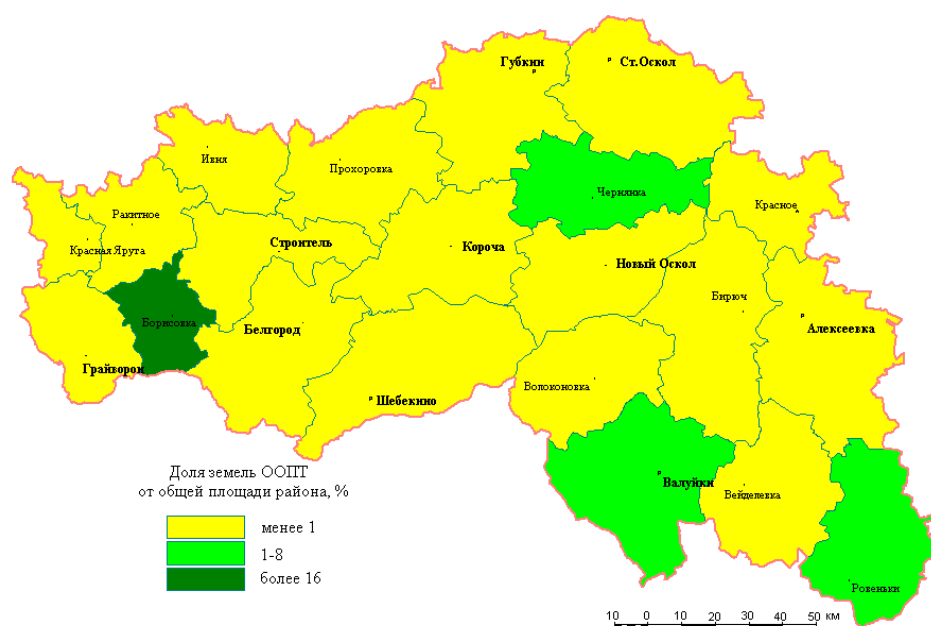 Губкин
Ст.Оскол
Ивня
Прохоровка
Чернянка
Красное
Ракитное
Красная Яруга
Строитель
Короча
Новый Оскол
Бирюч
Борисовка
Белгород
Алексеевка
Грайворон
Волоконовка
Шебекино
Валуйки
Вейделевка
Ровеньки
Доля земель ООПТ
от общей площади района, %
менее 1
1-8
более 16
10 0 10 20 30 40 50 км